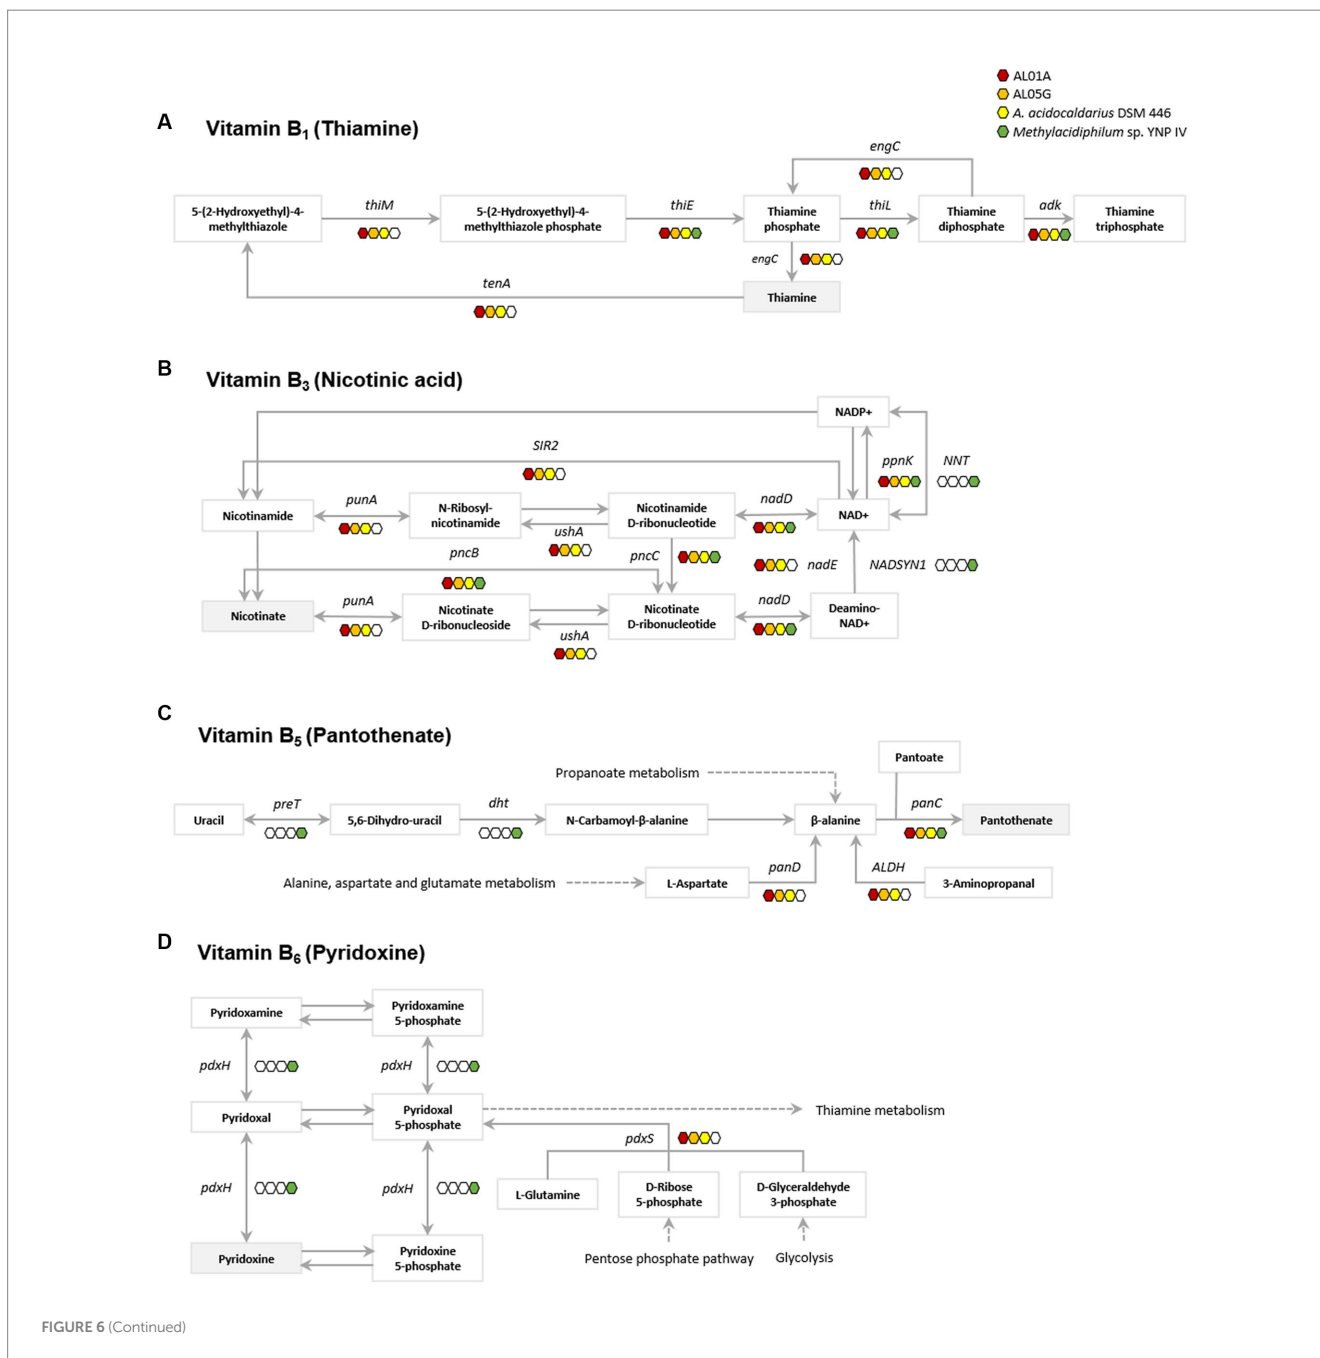 AL01A
AL05G
A. acidocaldarius DSM 446
Methylacidiphilum sp. YNP IV
A
Vitamin B1 (Thiamine)
engC
5-(2-Hydroxyethyl)-4-
methylthiazole
thiM
5-(2-Hydroxyethyl)-4-
methylthiazole phosphate
thiE
Thiamine
phosphate
thiL
Thiamine
diphosphate
adk
Thiamine
triphosphate
engC
tenA
Thiamine
B
Vitamin B3 (Nicotinic acid)
NADP+
SIR2
ppnK
NNT
Nicotinamide
punA
N-Ribosyl-
nicotinamide
ushA
Nicotinamide
D-ribonucleotide
nadD
NAD+
pncB
pncC
nadE
NADSYN1
Nicotinate
punA
Nicotinate
D-ribonucleoside
ushA
Nicotinate
D-ribonucleotide
nadD
Deamino-
NAD+
C
Vitamin B5 (Pantothenate)
Pantoate
Propanoate metabolism
Uracil
preT
5,6-Dihydro-uracil
dht
N-Carbamoyl-β-alanine
β-alanine
panC
Pantothenate
Alanine, aspartate and glutamate metabolism
L-Aspartate
panD
ALDH
3-Aminopropanal
D
Vitamin B6 (Pyridoxine)
Pyridoxamine
Pyridoxamine
5-phosphate
pdxH
pdxH
Pyridoxal
Pyridoxal
5-phosphate
Thiamine metabolism
pdxS
pdxH
pdxH
L-Glutamine
D-Ribose
5-phosphate
D-Glyceraldehyde
3-phosphate
Pyridoxine
Pyridoxine
5-phosphate
Pentose phosphate pathway
Glycolysis
FIGURE 6 (Continued)